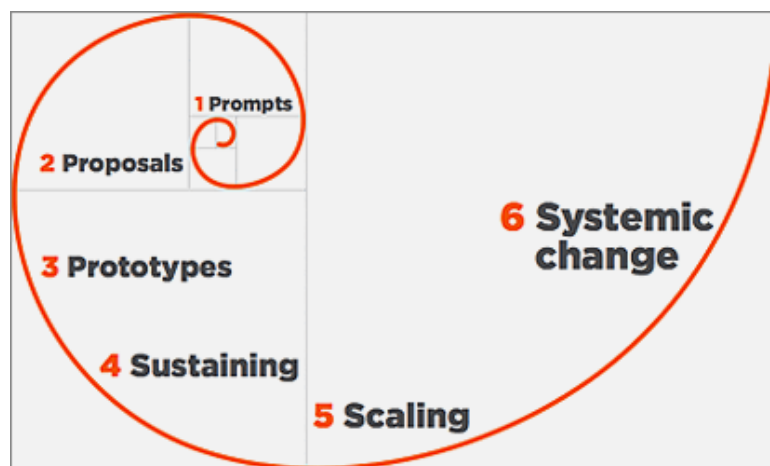 1 Prompts
2 Proposals
3 Prototypes
4 Sustaining
5 Scaling
6 Systemic
change